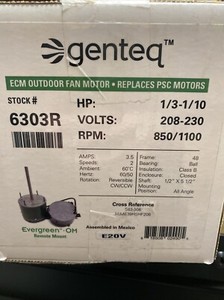 genteq™
ECM OUTDOOR FAN MOTOR • REPLACES PSC MOTORS
STOCK #
6303R
HP: 1/3-1/10
VOLTS: 208-230
RPM: 850/1100
AMPS: 3.5
Speeds: 2
Ambient: 60°C
Hertz: 60/50
Rotation: Reversible
CW/CCW
Frame: 48
Bearing: Ball
Insulation: Class B
Enclosure: Closed
Shaft: 1/2" X 5 1/2"
Mounting
Position: All Angle
Evergreen OH
Remote Mount
Cross Reference
Assembled in Mexico
E20V